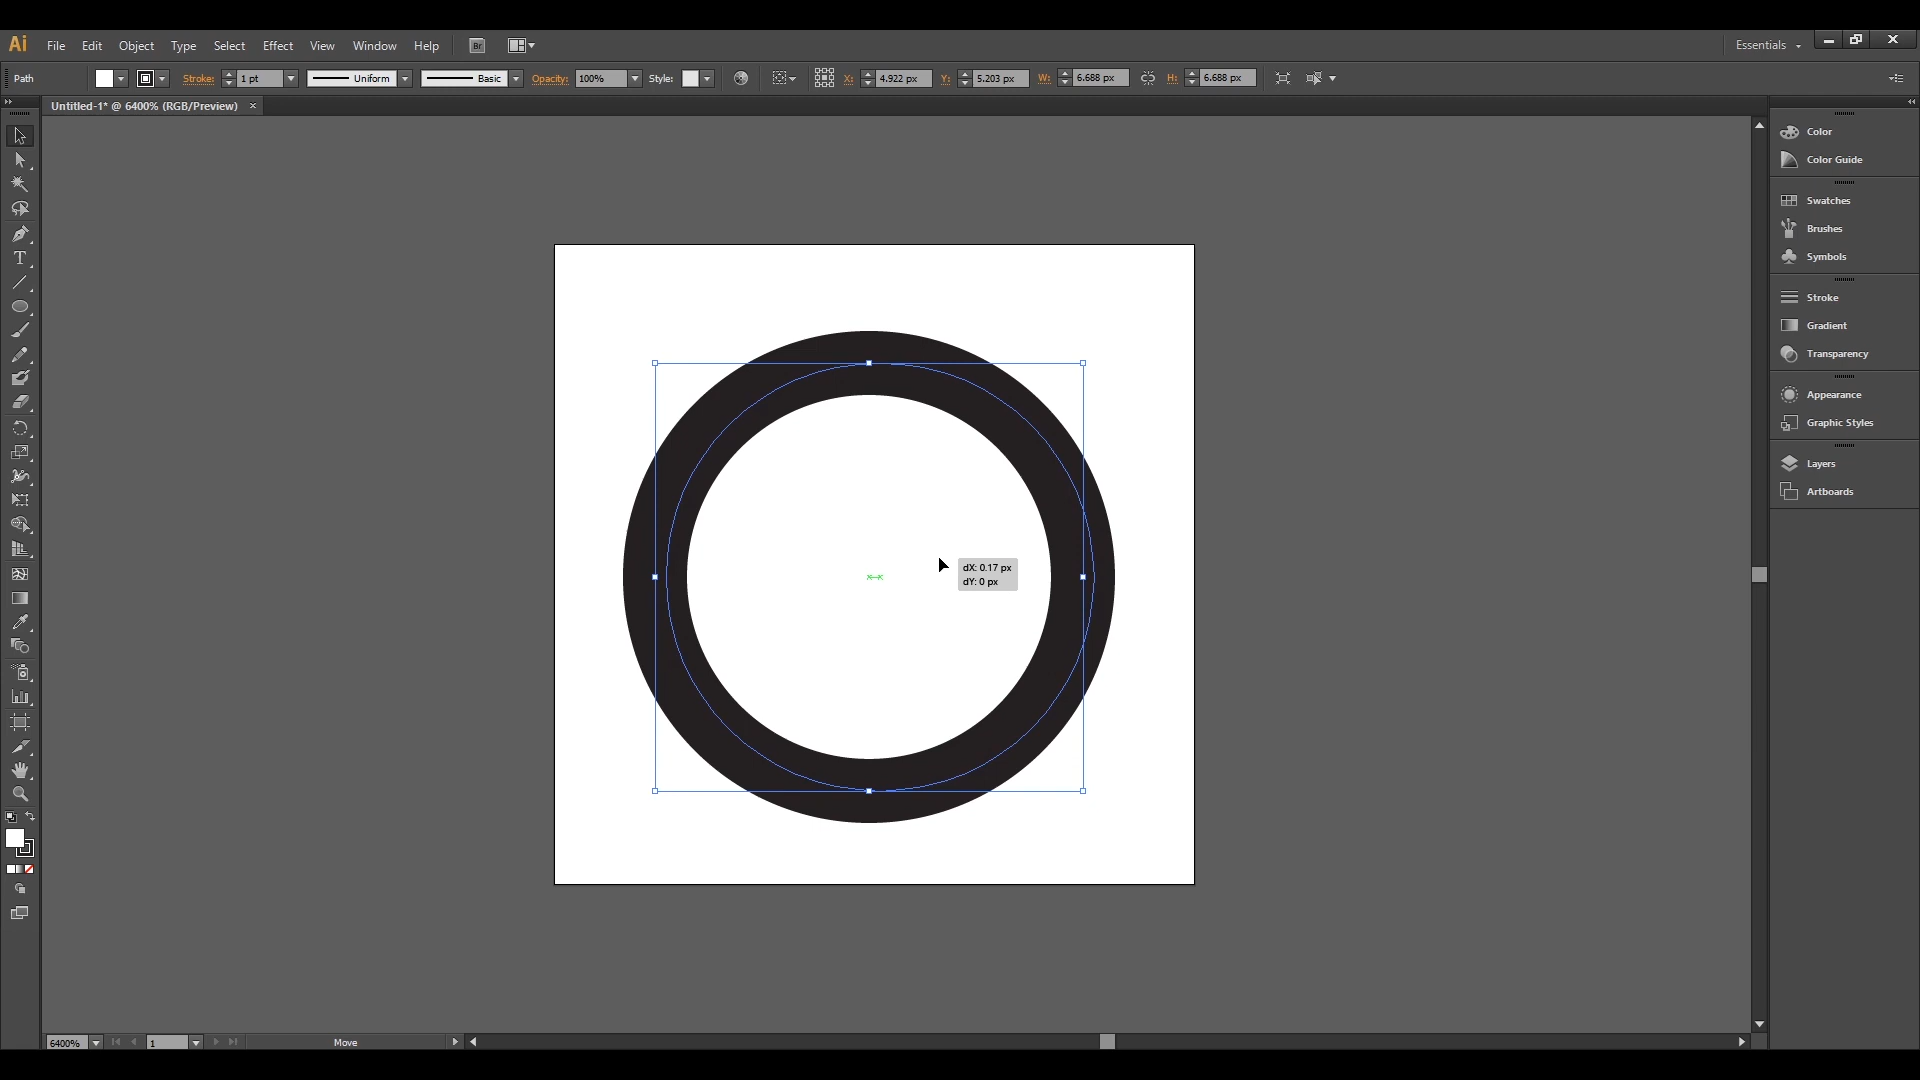 Ai File Edit Object Type Select Effect View Window Help Br Essentials
Path Stroke: 1 pt Uniform Basic Opacity: 100% Style: X: 4.922 px Y: 5.203 px W: 6.688 px H: 6.688 px
Untitled-1* @ 6400% (RGB/Preview)
Color
Color Guide
Swatches
Brushes
Symbols
Stroke
Gradient
Transparency
Appearance
Graphic Styles
Layers
Artboards
dX: 0.17 px
dY: 0 px
6400% 1 Move